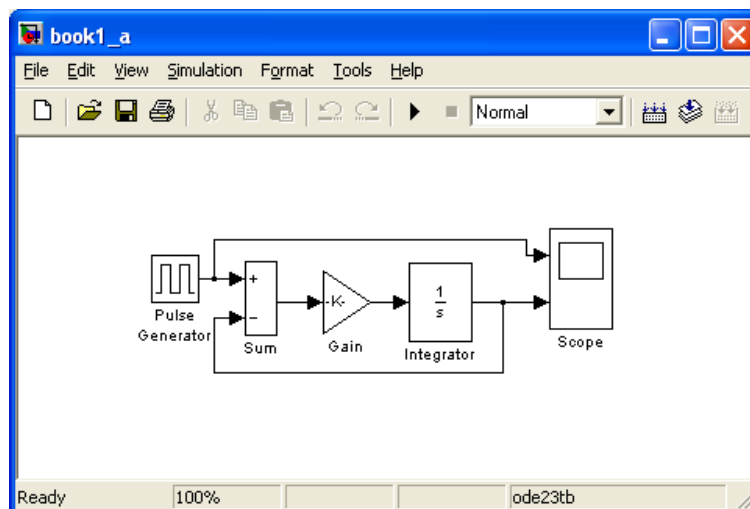 book1_a
File Edit View Simulation Format Tools Help
Normal
Pulse
Generator
+
−
Sum
-K-
Gain
1
s
Integrator
Scope
Ready 100% ode23tb